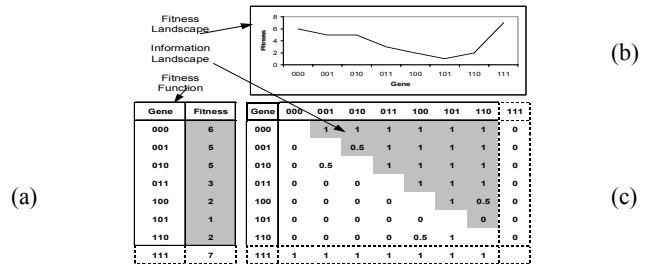 Fitness
Landscape
Information
Landscape
Fitness
Function
Fitness
8
6
4
2
0
000 001 010 011 100 101 110 111
Gene
(b)
Gene Fitness
000 6
001 5
010 5
011 3
100 2
101 1
110 2
111 7
(a)
Gene 000 001 010 011 100 101 110 111
000 1 1 1 1 1 1 0
001 0 0.5 1 1 1 1 0
010 0 0.5 1 1 1 1 0
011 0 0 0 1 1 1 0
100 0 0 0 0 1 0.5 0
101 0 0 0 0 0 0 0
110 0 0 0 0 0.5 1 0
111 1 1 1 1 1 1 1
(c)